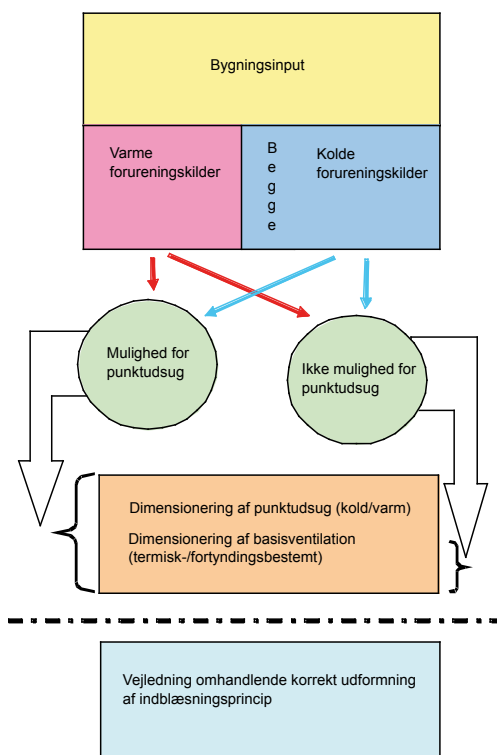 Bygningsinput
Varme
forureningskilder
Begge
Kolde
forureningskilder
Mulighed for
punktudsug
Ikke mulighed for
punktudsug
Dimensionering af punktudsug (kold/varm)
Dimensionering af basisventilation
(termisk-/fortyndingsbestemt)
Vejledning omhandlende korrekt udformning
af indblæsningsprincip